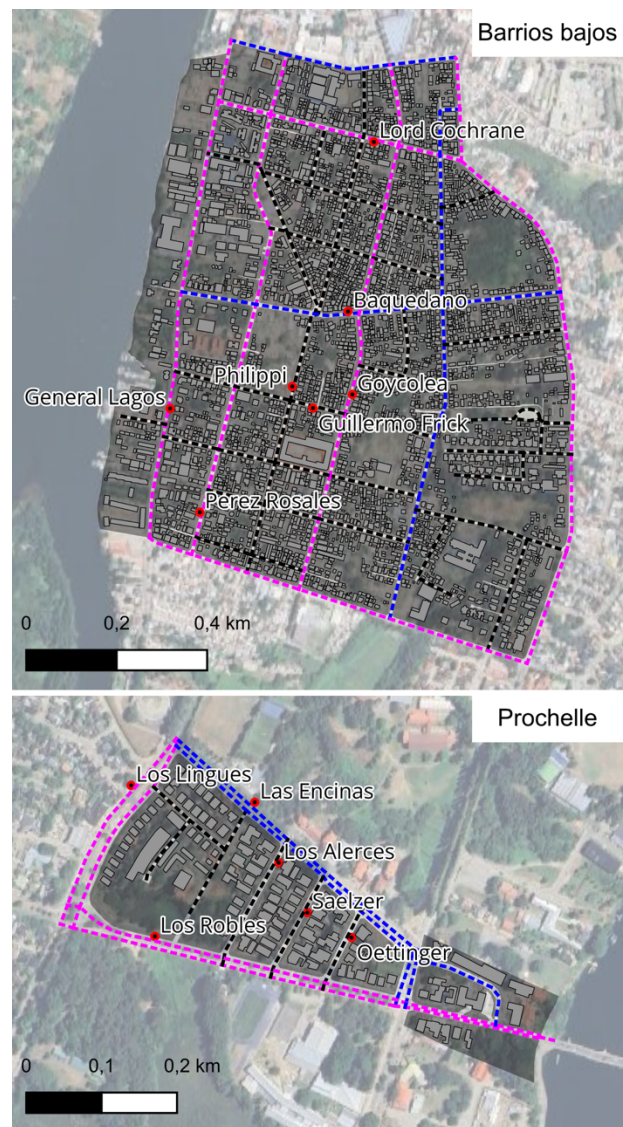 Barrios bajos
Lord Cochrane
Baquedano
Philippi
Goycolea
General Lagos
Guillermo Frick
Perez Rosales
0 0,2 0,4 km
Prochelle
Los Lingues
Las Encinas
Los Alerces
Saelzer
Los Robles
Oettinger
0 0,1 0,2 km